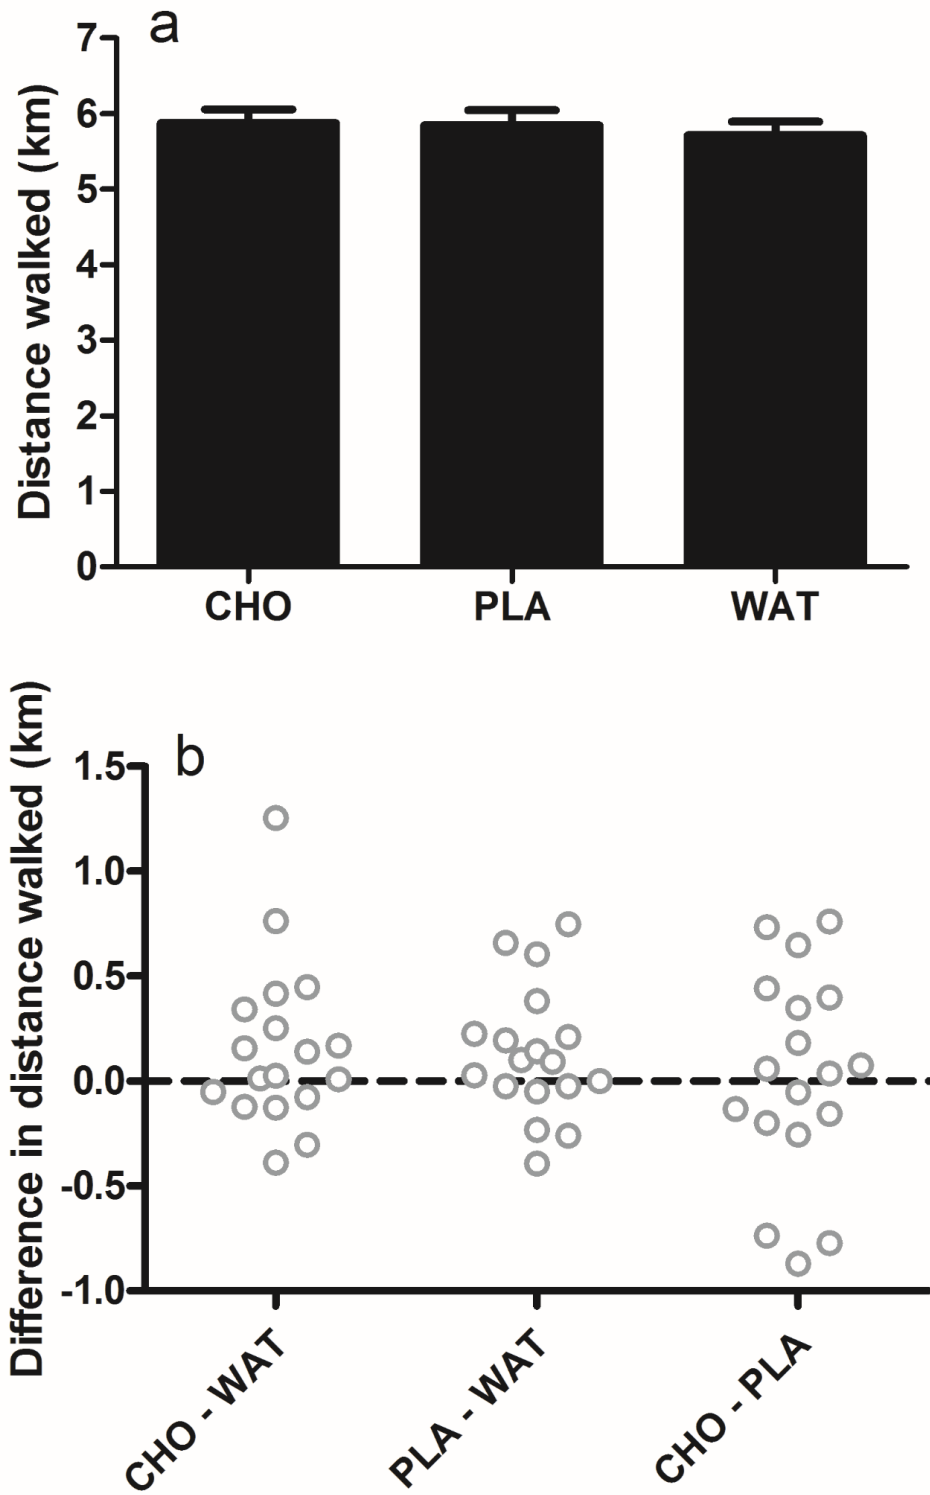 a
Distance walked (km)
7
6
5
4
3
2
1
0
CHO PLA WAT
b
Difference in distance walked (km)
1.5
1.0
0.5
0.0
-0.5
-1.0
CHO - WAT
PLA - WAT
CHO - PLA